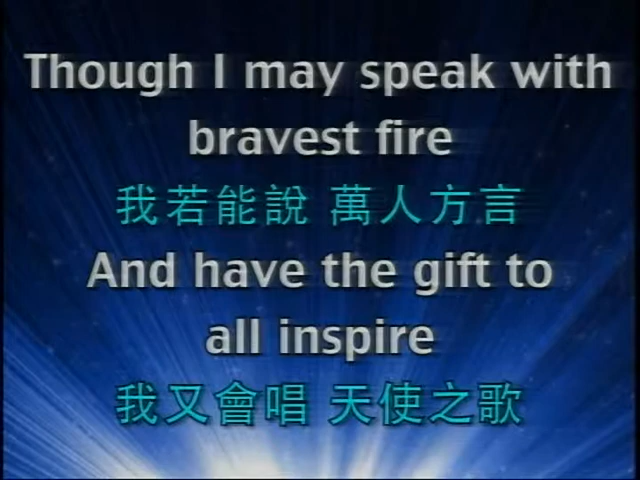 Though I may speak with
bravest fire
我若能說 萬人方言
And have the gift to
all inspire
我又會唱 天使之歌